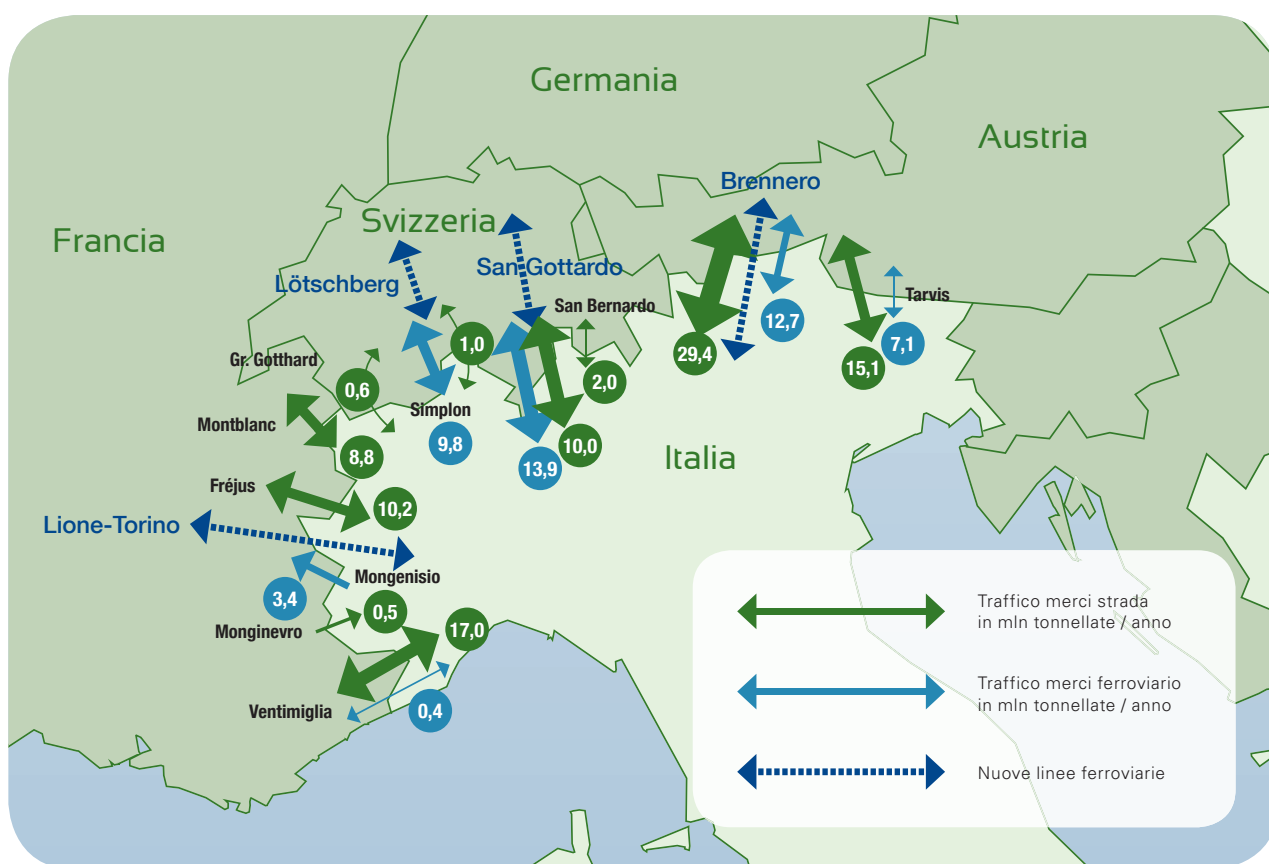 Germania
Austria
Brennero
Svizzeria
Francia
San Gottardo
Lötschberg
Tarvis
San Bernardo
12,7
29,4
1,0
7,1
15,1
Gr. Gotthard
2,0
0,6
Simplon
Montblanc
9,8
10,0
8,8
Italia
13,9
Fréjus
10,2
Lione-Torino
Mongenisio
3,4
0,5
Monginevro
17,0
Ventimiglia
0,4
Traffico merci strada
in mln tonnellate / anno
Traffico merci ferroviario
in mln tonnellate / anno
Nuove linee ferroviarie